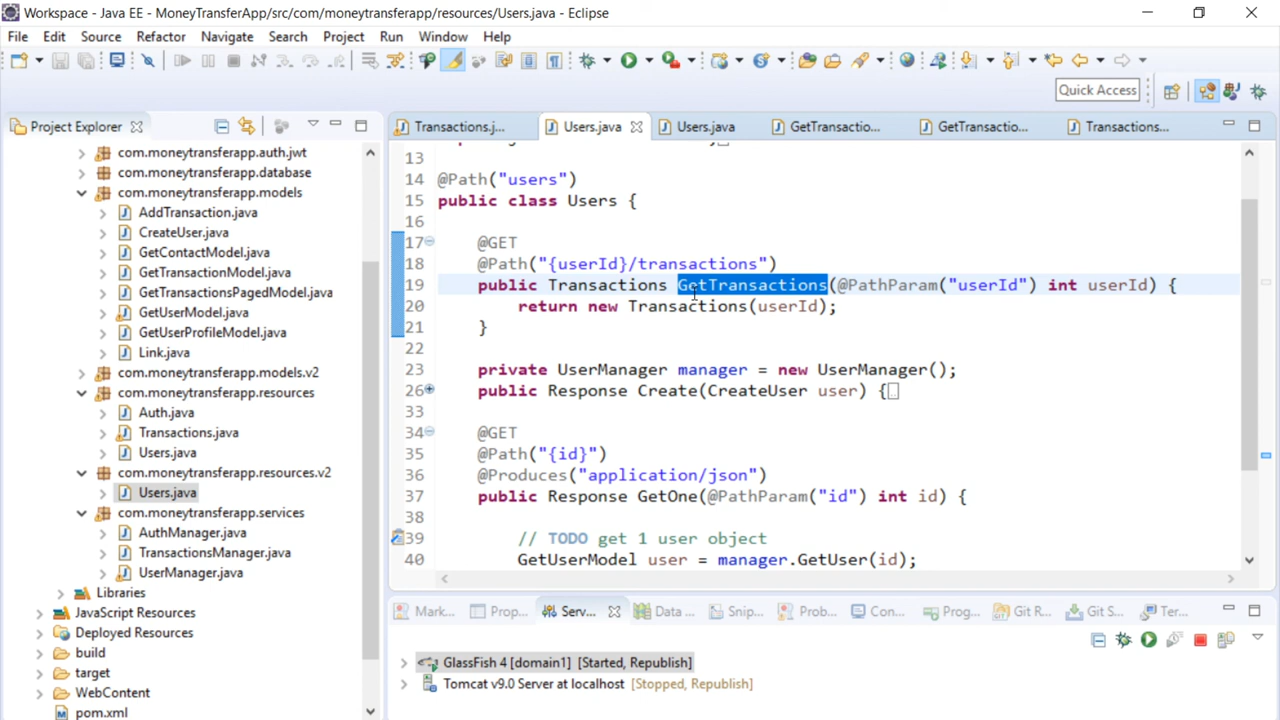 Workspace - Java EE - MoneyTransferApp/src/com/moneytransferapp/resources/Users.java - Eclipse
File Edit Source Refactor Navigate Search Project Run Window Help
Quick Access
Project Explorer
com.moneytransferapp.auth.jwt
com.moneytransferapp.database
com.moneytransferapp.models
AddTransaction.java
CreateUser.java
GetContactModel.java
GetTransactionModel.java
GetTransactionsPagedModel.java
GetUserModel.java
GetUserProfileModel.java
Link.java
com.moneytransferapp.models.v2
com.moneytransferapp.resources
Auth.java
Transactions.java
Users.java
com.moneytransferapp.resources.v2
Users.java
com.moneytransferapp.services
AuthManager.java
TransactionsManager.java
UserManager.java
Libraries
JavaScript Resources
Deployed Resources
build
target
WebContent
pom.xml
Transactions.j... Users.java Users.java GetTransactio... GetTransactio... Transactions...
13
14 @Path("users")
15 public class Users {
16
17 @GET
18 @Path("{userId}/transactions")
19 public Transactions GetTransactions(@PathParam("userId") int userId) {
20 return new Transactions(userId);
21 }
22
23 private UserManager manager = new UserManager();
26 public Response Create(CreateUser user) {
33
34 @GET
35 @Path("{id}")
36 @Produces("application/json")
37 public Response GetOne(@PathParam("id") int id) {
38
39 // TODO get 1 user object
40 GetUserModel user = manager.GetUser(id);
Mark... Prop... Serv... Data ... Snip... Prob... Con... Prog... Git R... Git S... Ter...
GlassFish 4 [domain1] [Started, Republish]
Tomcat v9.0 Server at localhost [Stopped, Republish]